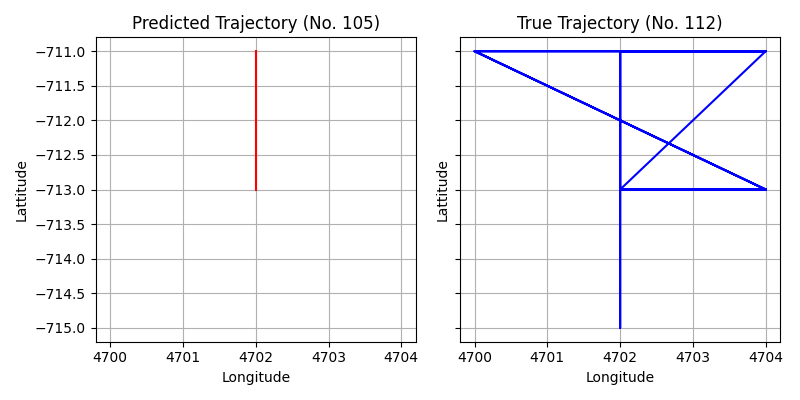 Predicted Trajectory (No. 105)
True Trajectory (No. 112)
Lattitude
−711.0
−711.5
−712.0
−712.5
−713.0
−713.5
−714.0
−714.5
−715.0
4700 4701 4702 4703 4704
Longitude
Lattitude
4700 4701 4702 4703 4704
Longitude